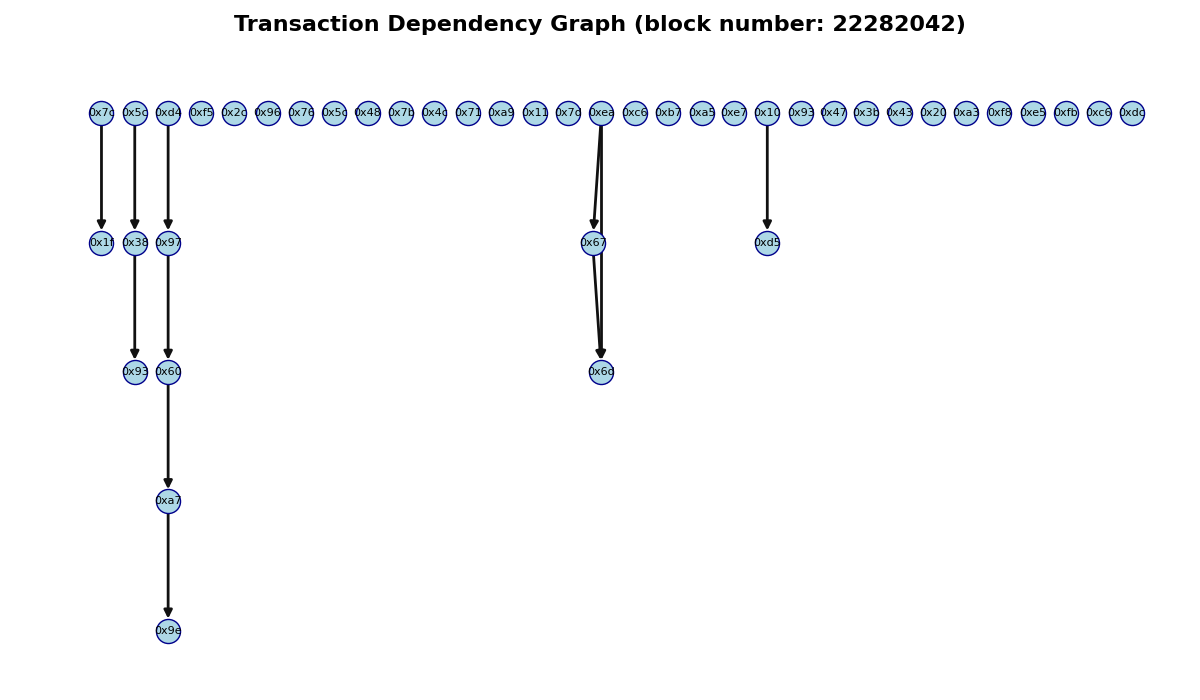 Transaction Dependency Graph (block number: 22282042)
0x7c 0x5c 0xd4 0xf5 0x2c 0x96 0x76 0x5c 0x48 0x7b 0x4c 0x71 0xa9 0x11 0x7d 0xea 0xc6 0xb7 0xa5 0xe7 0x10 0x93 0x47 0x3b 0x43 0x20 0xa3 0xf8 0xe5 0xfb 0xc6 0xdc
0x1f 0x38 0x97 0x67 0xd5
0x93 0x60 0x6d
0xa7
0x9e